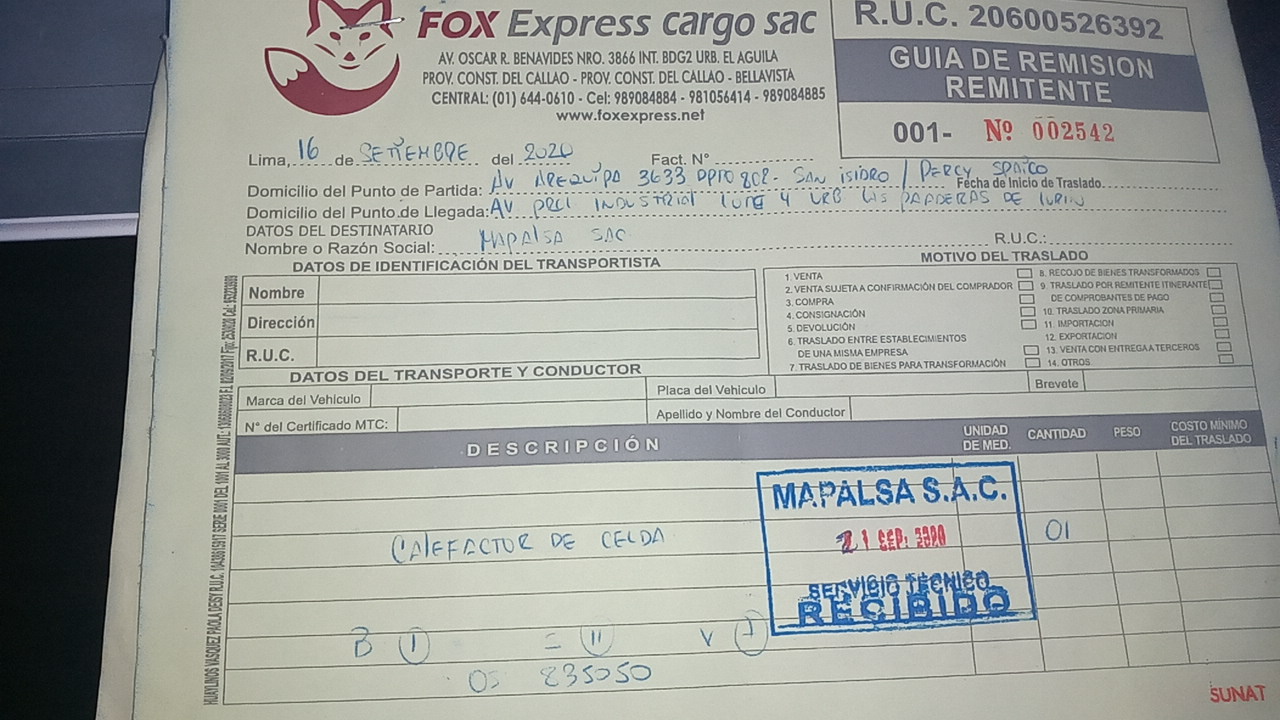 FOX Express cargo sac
AV. OSCAR R. BENAVIDES NRO. 3866 INT. BDG2 URB. EL AGUILA
PROV. CONST. DEL CALLAO - PROV. CONST. DEL CALLAO - BELLAVISTA
CENTRAL: (01) 644-0610 - Cel: 989084884 - 981056414 - 989084885
www.foxexpress.net
R.U.C. 20600526392
GUIA DE REMISION
REMITENTE
001- Nº 002542
Lima, 16 de SETIEMBRE del 2020 Fact. N°
Domicilio del Punto de Partida: AV AREQUIPA 3633 DPTO 802 - SAN ISIDRO / PERCY
Fecha de Inicio de Traslado.
Domicilio del Punto de Llegada: AV INDUSTRIAL LOTE 4 URB LAS PRADERAS DE LURIN
DATOS DEL DESTINATARIO
Nombre o Razón Social: MAPALSA SAC R.U.C.:
DATOS DE IDENTIFICACIÓN DEL TRANSPORTISTA
Nombre
Dirección
R.U.C.
MOTIVO DEL TRASLADO
1. VENTA
2. VENTA SUJETA A CONFIRMACIÓN DEL COMPRADOR
3. COMPRA
4. CONSIGNACIÓN
5. DEVOLUCIÓN
6. TRASLADO ENTRE ESTABLECIMIENTOS
DE UNA MISMA EMPRESA
7. TRASLADO DE BIENES PARA TRANSFORMACIÓN
8. RECOJO DE BIENES TRANSFORMADOS
9. TRASLADO POR REMITENTE ITINERANTE
DE COMPROBANTES DE PAGO
10. TRASLADO ZONA PRIMARIA
11. IMPORTACION
12. EXPORTACION
13. VENTA CON ENTREGA A TERCEROS
14. OTROS
DATOS DEL TRANSPORTE Y CONDUCTOR
Marca del Vehículo Placa del Vehículo Brevete
N° del Certificado MTC: Apellido y Nombre del Conductor
DESCRIPCIÓN UNIDAD DE MED. CANTIDAD PESO COSTO MÍNIMO DEL TRASLADO
MAPALSA S.A.C.
21 SEP. 2020
SERVICIO TECNICO
RECIBIDO
CALEFACTOR DE CELDA 01
B 1 = 11 V
OS 235050
SUNAT